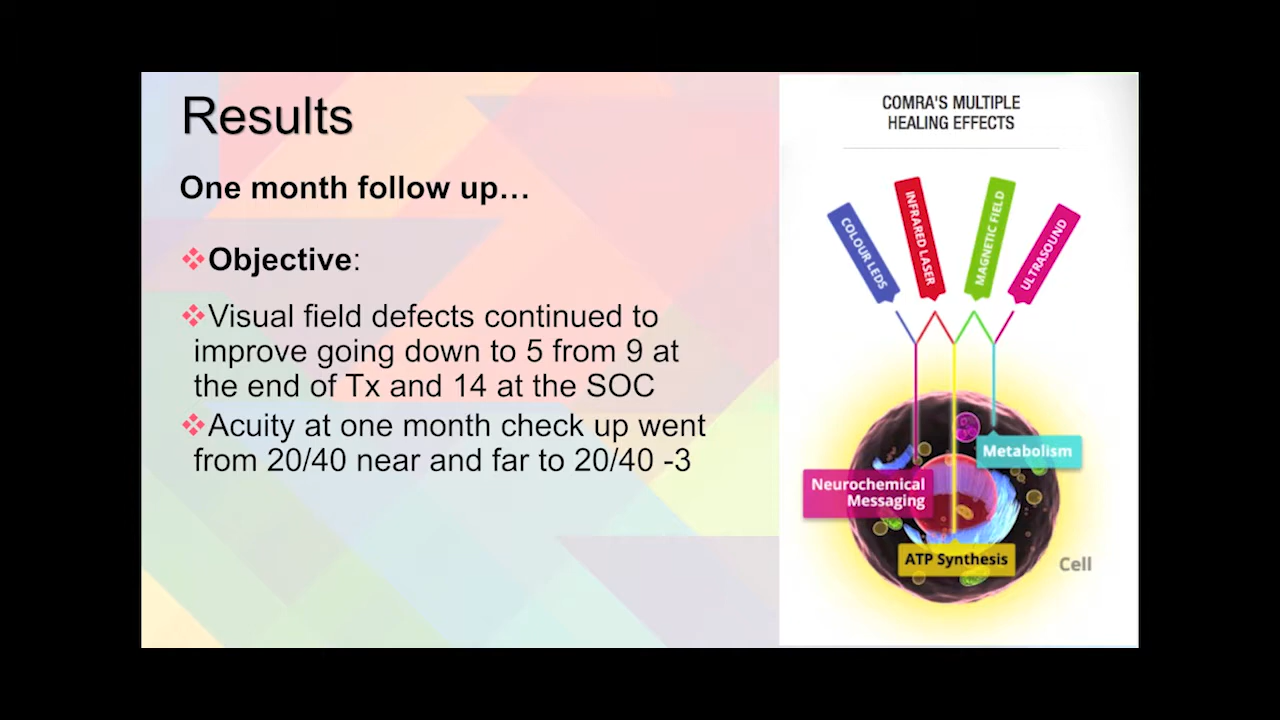 Results
One month follow up…
❖Objective:
❖Visual field defects continued to
improve going down to 5 from 9 at
the end of Tx and 14 at the SOC
❖Acuity at one month check up went
from 20/40 near and far to 20/40 -3
COMRA'S MULTIPLE
HEALING EFFECTS
COLOUR LEDS
INFRARED LASER
MAGNETIC FIELD
ULTRASOUND
Metabolism
Neurochemical
Messaging
ATP Synthesis
Cell